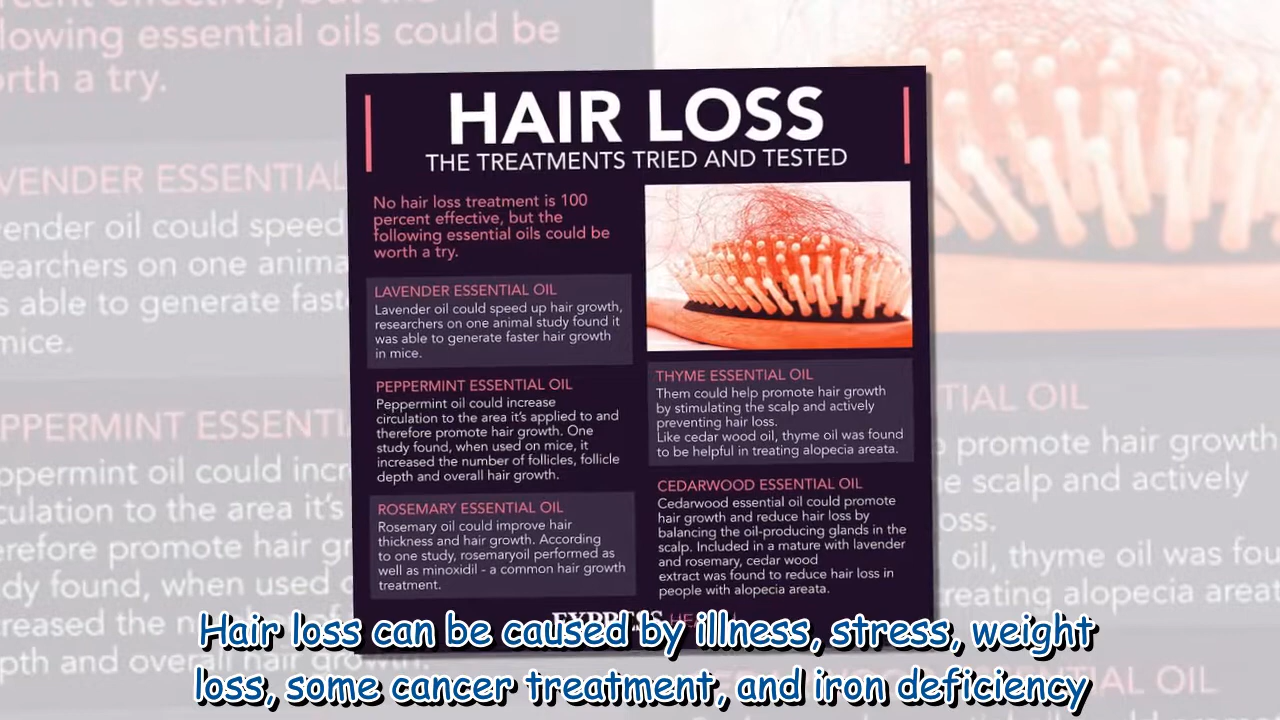 HAIR LOSS
THE TREATMENTS TRIED AND TESTED
No hair loss treatment is 100
percent effective, but the
following essential oils could be
worth a try.
LAVENDER ESSENTIAL OIL
Lavender oil could speed up hair growth,
researchers on one animal study found it
was able to generate faster hair growth
in mice.
PEPPERMINT ESSENTIAL OIL
Peppermint oil could increase
circulation to the area it's applied to and
therefore promote hair growth. One
study found, when used on mice, it
increased the number of follicles, follicle
depth and overall hair growth.
ROSEMARY ESSENTIAL OIL
Rosemary oil could improve hair
thickness and hair growth. According
to one study, rosemaryoil performed as
well as minoxidil - a common hair growth
treatment.
THYME ESSENTIAL OIL
Them could help promote hair growth
by stimulating the scalp and actively
preventing hair loss.
Like cedar wood oil, thyme oil was found
to be helpful in treating alopecia areata.
CEDARWOOD ESSENTIAL OIL
Cedarwood essential oil could promote
hair growth and reduce hair loss by
balancing the oil-producing glands in the
scalp. Included in a mature with lavender
and rosemary, cedar wood
extract was found to reduce hair loss in
people with alopecia areata.
EXPRESS
Hair loss can be caused by illness, stress, weight
loss, some cancer treatment, and iron deficiency